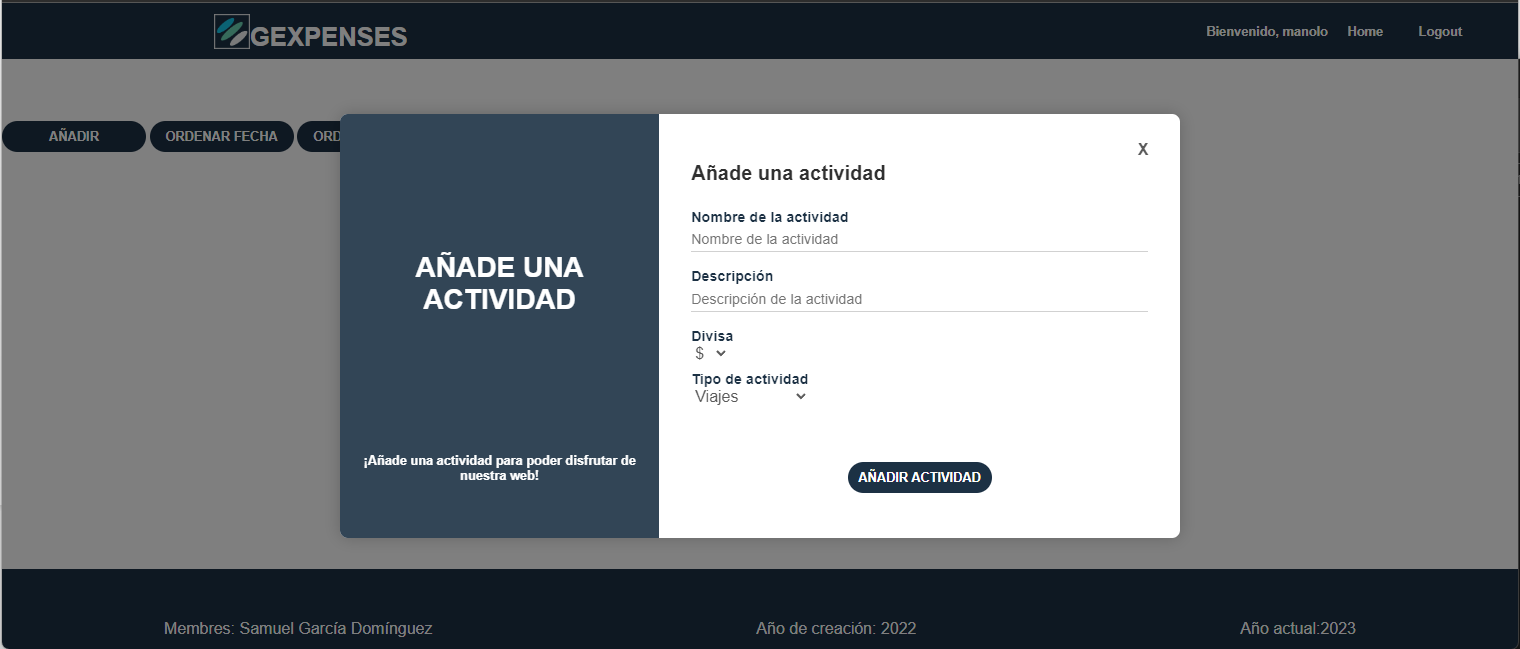 GEXPENSES
Bienvenido, manolo Home Logout
AÑADIR ORDENAR FECHA ORD
X
Añade una actividad
Nombre de la actividad
Nombre de la actividad
Descripción
Descripción de la actividad
Divisa
$
Tipo de actividad
Viajes
AÑADIR ACTIVIDAD
AÑADE UNA
ACTIVIDAD
¡Añade una actividad para poder disfrutar de
nuestra web!
Membres: Samuel García Domínguez Año de creación: 2022 Año actual:2023